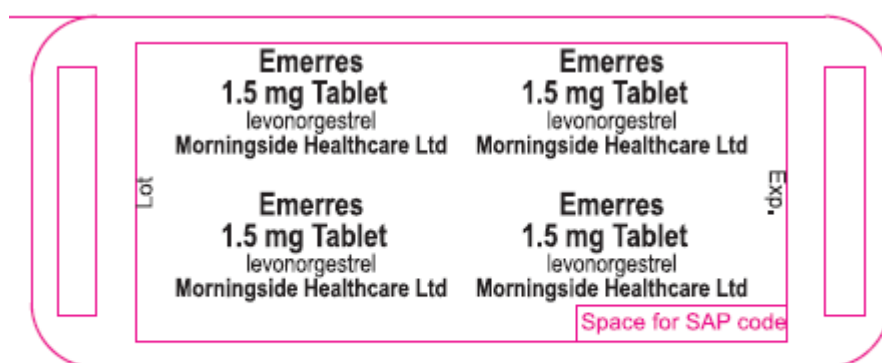 Emerres
1.5 mg Tablet
levonorgestrel
Morningside Healthcare Ltd
Emerres
1.5 mg Tablet
levonorgestrel
Morningside Healthcare Ltd
Lot
Exp.
Emerres
1.5 mg Tablet
levonorgestrel
Morningside Healthcare Ltd
Emerres
1.5 mg Tablet
levonorgestrel
Morningside Healthcare Ltd
Space for SAP code